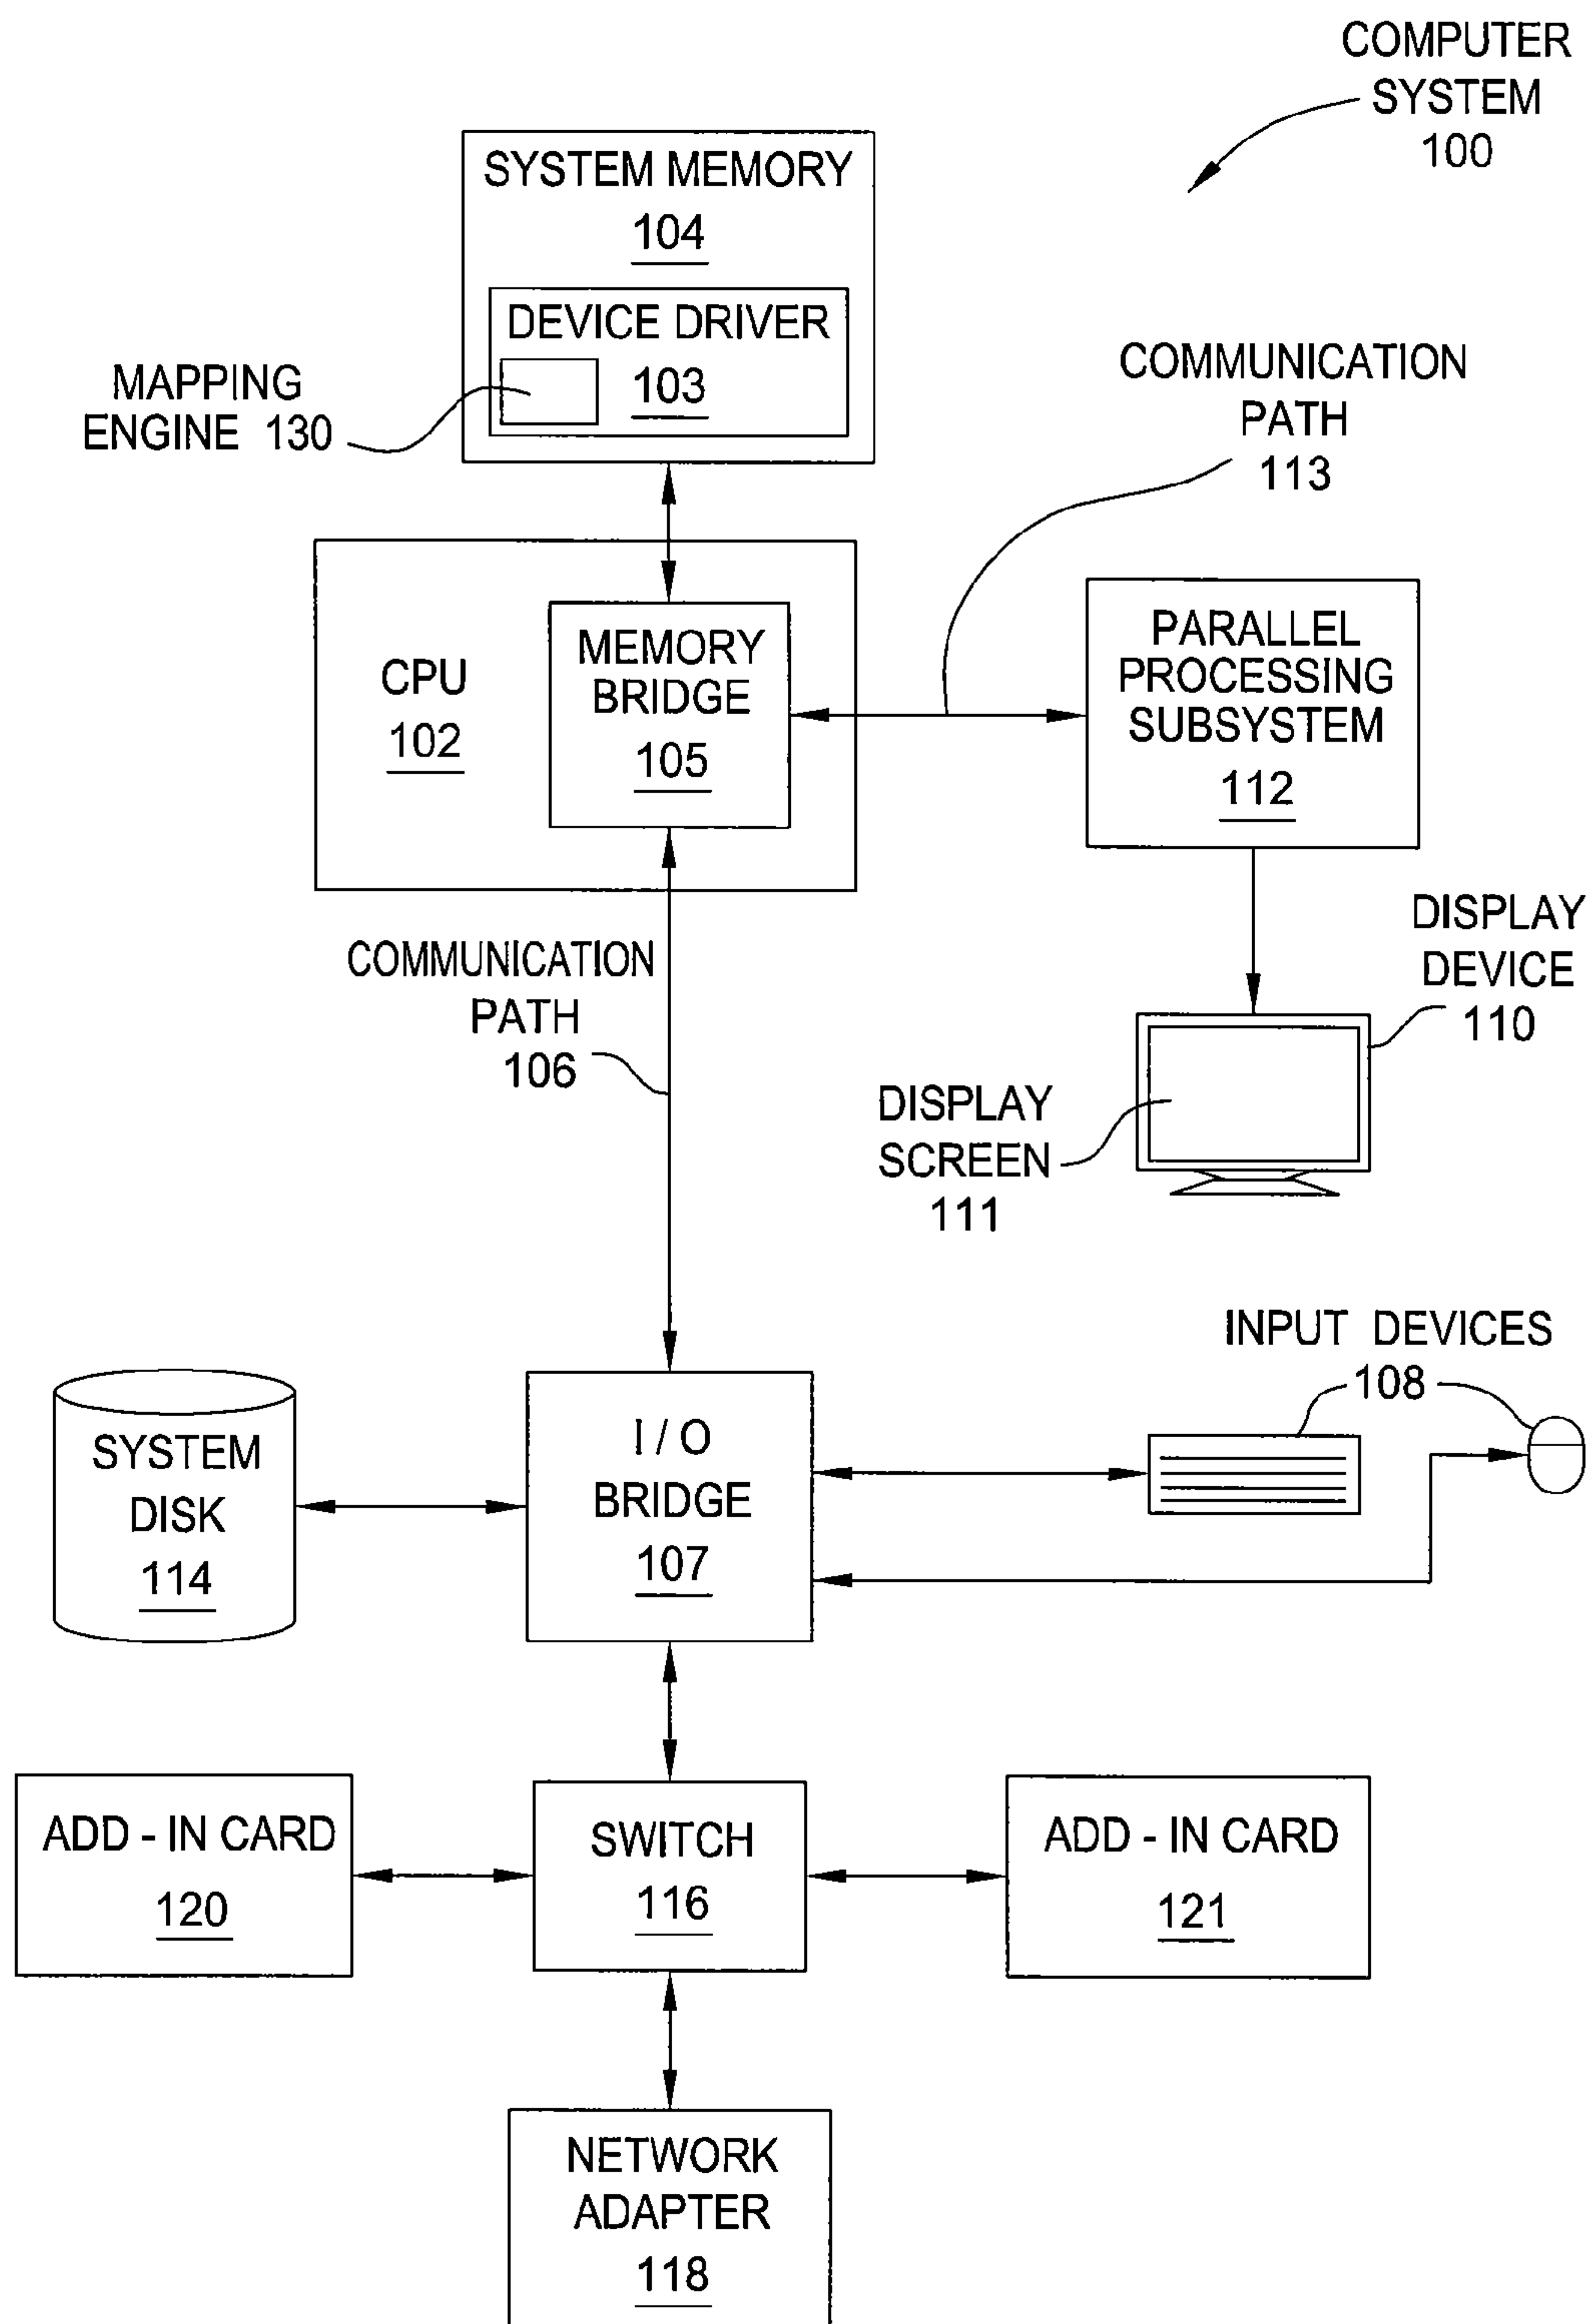 COMPUTER
SYSTEM
100
SYSTEM MEMORY
104
DEVICE DRIVER
103
MAPPING
ENGINE 130
COMMUNICATION
PATH
113
CPU
102
MEMORY
BRIDGE
105
PARALLEL
PROCESSING
SUBSYSTEM
112
COMMUNICATION
PATH
106
DISPLAY
DEVICE
110
DISPLAY
SCREEN
111
INPUT DEVICES
108
SYSTEM
DISK
114
I / O
BRIDGE
107
ADD - IN CARD
120
SWITCH
116
ADD - IN CARD
121
NETWORK
ADAPTER
118